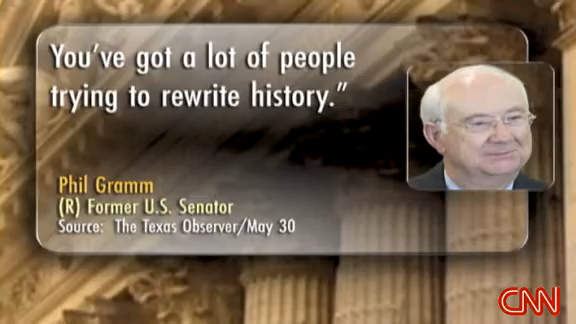 You've got a lot of people
trying to rewrite history."
Phil Gramm
(R) Former U.S. Senator
Source: The Texas Observer/May 30
CNN